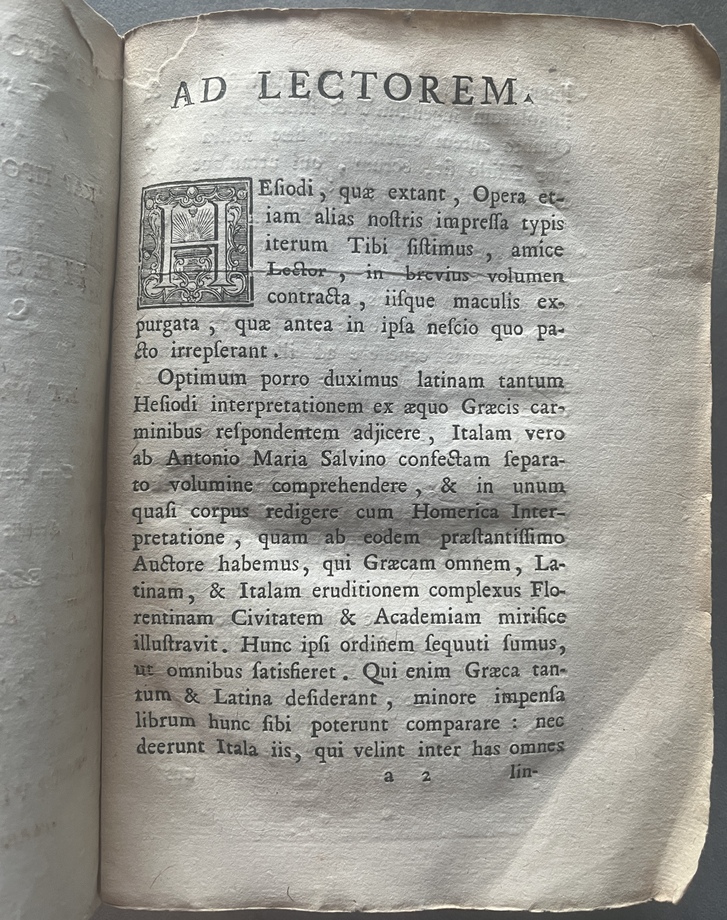 AD LECTOREM.
HEſiodi, quæ extant, Opera et-
iam alias noſtris impreſſa typis
iterum Tibi ſiſtimus, amice
Lector, in brevius volumen
contracta, iiſque maculis ex-
purgata, quæ antea in ipſa neſcio quo pa-
cto irrepſerant.
Optimum porro duximus latinam tantum
Heſiodi interpretationem ex æquo Græcis car-
minibus reſpondentem adjicere, Italam vero
ab Antonio Maria Salvino confectam ſepara-
to volumine comprehendere, & in unum
quaſi corpus redigere cum Homerica Inter-
pretatione, quam ab eodem præſtantiſſimo
Auctore habemus, qui Græcam omnem, La-
tinam, & Italam eruditionem complexus Flo-
rentinam Civitatem & Academiam mirifice
illuſtravit. Hunc ipſi ordinem ſequuti ſumus,
ut omnibus ſatisfieret. Qui enim Græca tan-
tum & Latina deſiderant, minore impenſa
librum hunc ſibi poterunt comparare: nec
deerunt Itala iis, qui velint inter has omnes
a 2 lin-